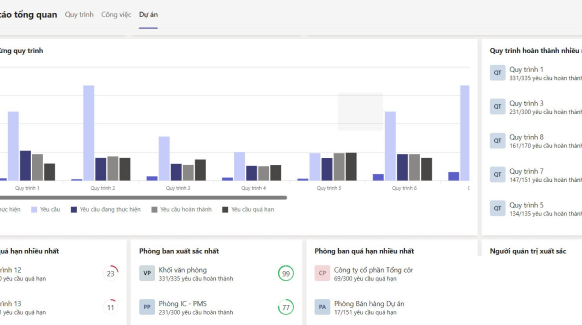 cáo tổng quan Quy trình Công việc Dự án
ừng quy trình
Quy trình 1 Quy trình 2 Quy trình 3 Quy trình 4 Quy trình 5 Quy trình 6
ực hiện Yêu cầu Yêu cầu đang thực hiện Yêu cầu hoàn thành Yêu cầu quá hạn
Quy trình hoàn thành nhiều
QT Quy trình 1
331/335 yêu cầu hoàn thành
QT Quy trình 3
231/300 yêu cầu hoàn thành
QT Quy trình 8
161/170 yêu cầu hoàn thành
QT Quy trình 7
147/151 yêu cầu hoàn thành
QT Quy trình 5
134/135 yêu cầu hoàn thành
uá hạn nhiều nhất
rình 12
0 yêu cầu quá hạn
23
rình 13
0 yêu cầu quá hạn
11
Phòng ban xuất sắc nhất
VP Khối văn phòng
331/335 yêu cầu hoàn thành
99
PP Phòng IC - PMS
231/300 yêu cầu hoàn thành
77
Phòng ban quá hạn nhiều nhất
CP Công ty cổ phần Tổng côr
69/300 yêu cầu quá hạn
PA Phòng Bán hàng Dự án
17/151 yêu cầu quá hạn
Người quản trị xuất sắc